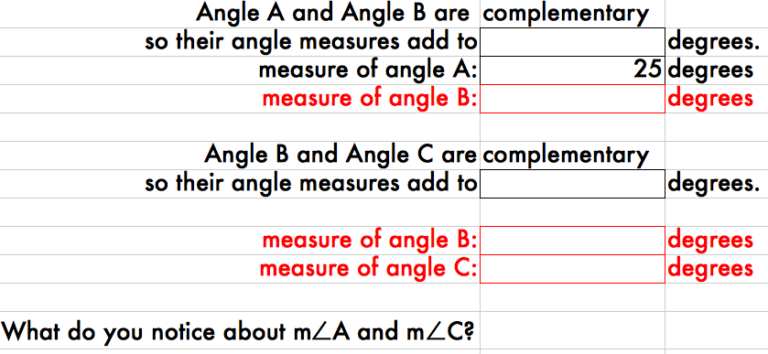 Angle A and Angle B are complementary
so their angle measures add to degrees.
measure of angle A: 25 degrees
measure of angle B: degrees
Angle B and Angle C are complementary
so their angle measures add to degrees.
measure of angle B: degrees
measure of angle C: degrees
What do you notice about m∠A and m∠C?